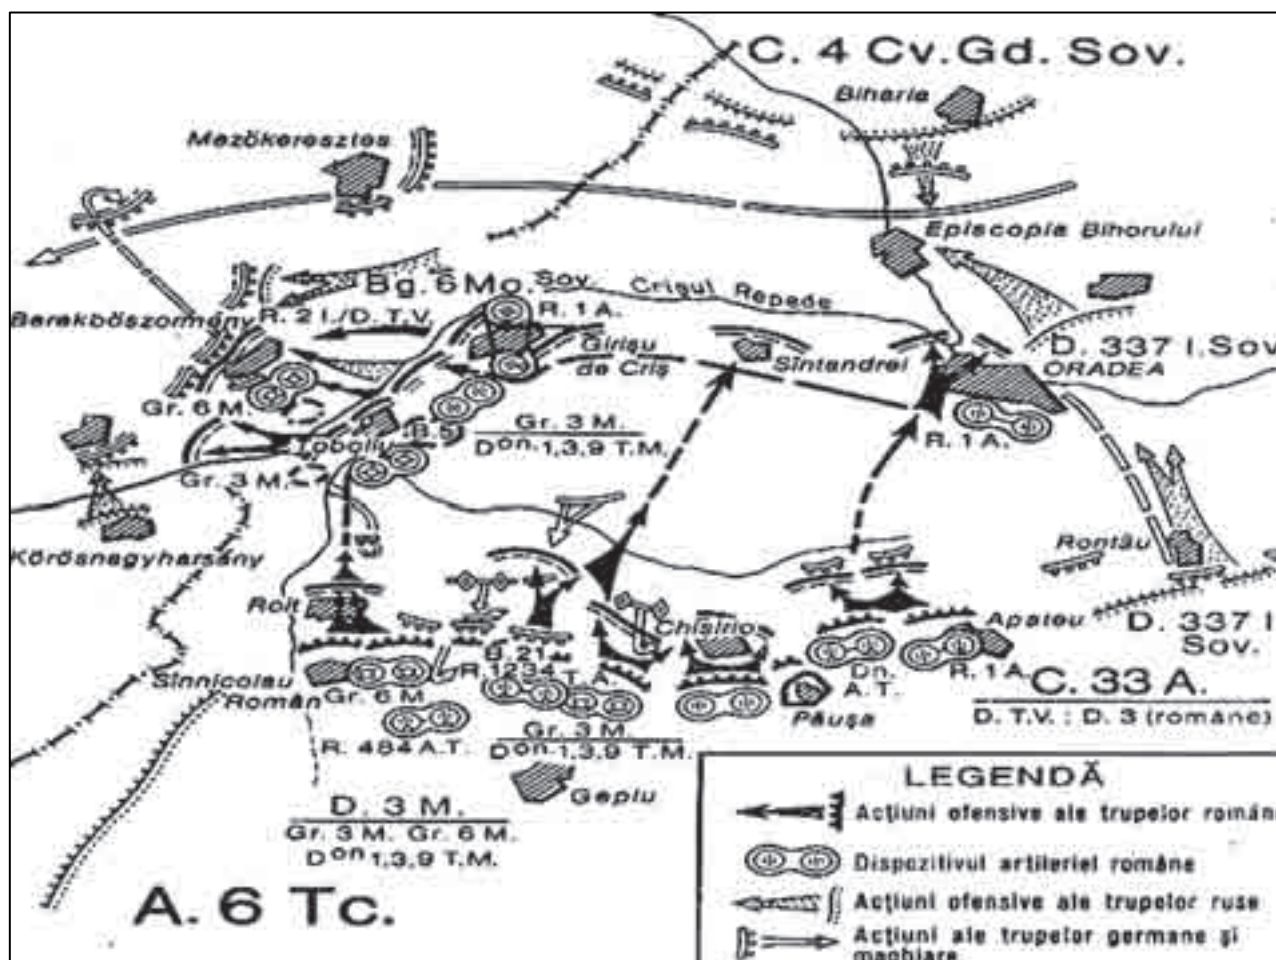 C. 4 Cv.Gd. Sov.
Biharia
Mezökeresztes
Episcopia Bihorului
Bg. 6 Mo. Sov.
Crişul Repede
Berekböszörmény
R. 2 I./D. T.V.
R. 1 A.
Girişu de Criş
Sîntandrei
D. 337 I. Sov
ORADEA
Gr. 6 M.
Toboliu
B. 5
Gr. 3 M.
Don. 1,3,9 T.M.
R. 1 A.
Gr. 3 M.
Körösnagyharsány
Rontău
Roit
Chisirid
Apateu
D. 337 I
Sov.
B. 21
R. 1234 T.A.
Sînnicolau
Român
Gr. 6 M
Dn.
A.T.
R. 1 A
C. 33 A.
D. T.V. : D. 3 (române)
Păuşa
R. 484 A.T.
Gr. 3 M.
Don 1,3,9 T.M.
Gepiu
D. 3 M.
Gr. 3 M. Gr. 6 M.
Don 1,3,9 T.M.
A. 6 Tc.
LEGENDĂ
Acţiuni ofensive ale trupelor român
Dispozitivul artileriei române
Acţiuni ofensive ale trupelor ruse
Acţiuni ale trupelor germane şi
maghiare